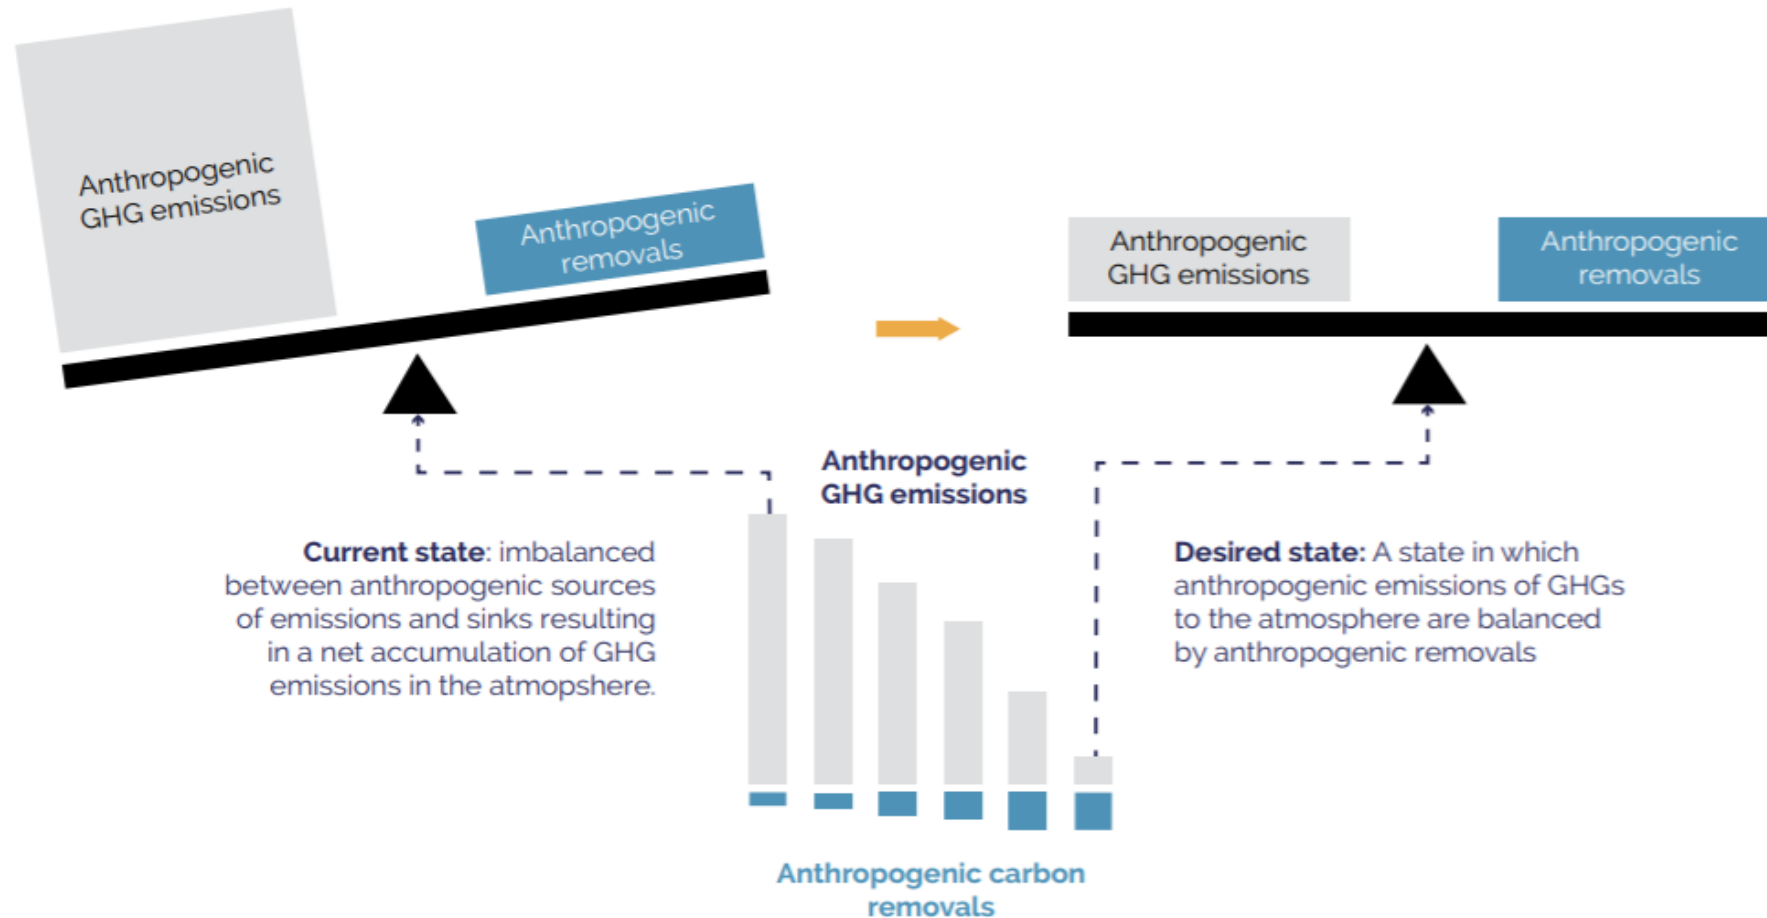 Anthropogenic
GHG emissions
Anthropogenic
removals
Anthropogenic
GHG emissions
Anthropogenic
removals
Anthropogenic
GHG emissions
Current state: imbalanced
between anthropogenic sources
of emissions and sinks resulting
in a net accumulation of GHG
emissions in the atmopshere.
Desired state: A state in which
anthropogenic emissions of GHGs
to the atmosphere are balanced
by anthropogenic removals
Anthropogenic carbon
removals